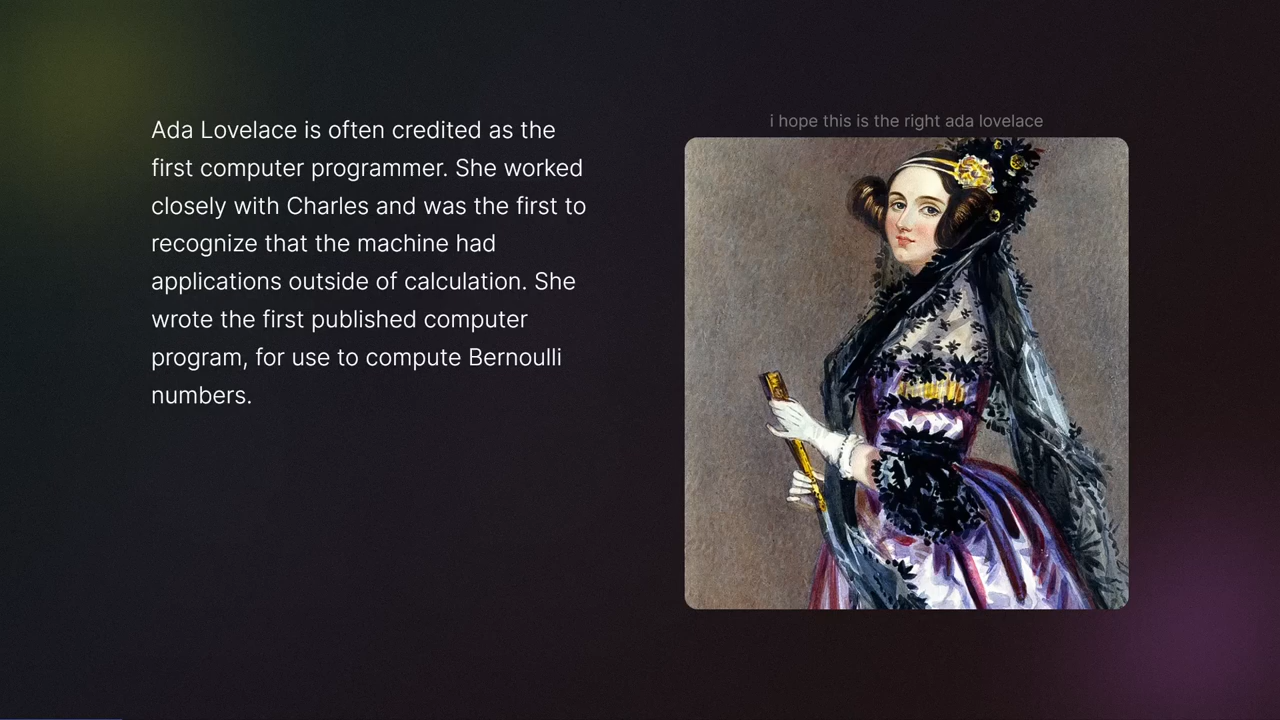 Ada Lovelace is often credited as the
first computer programmer. She worked
closely with Charles and was the first to
recognize that the machine had
applications outside of calculation. She
wrote the first published computer
program, for use to compute Bernoulli
numbers.
i hope this is the right ada lovelace